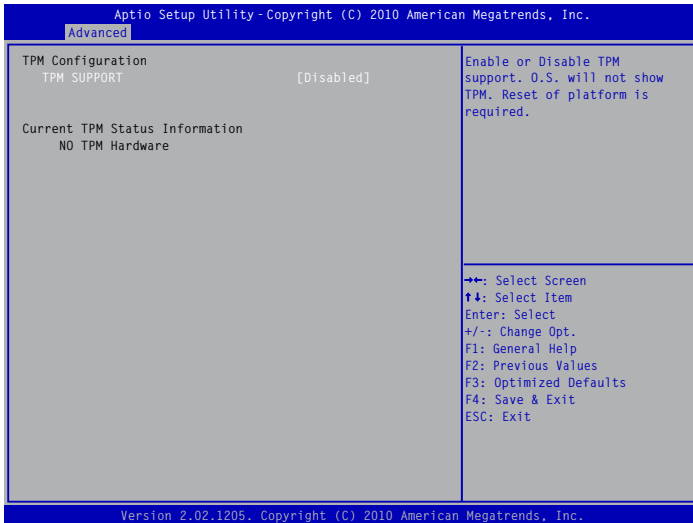 Aptio Setup Utility - Copyright (C) 2010 American Megatrends, Inc.
Advanced
TPM Configuration
TPM SUPPORT [Disabled]
Current TPM Status Information
NO TPM Hardware
Enable or Disable TPM
support. O.S. will not show
TPM. Reset of platform is
required.
→←: Select Screen
↑↓: Select Item
Enter: Select
+/-: Change Opt.
F1: General Help
F2: Previous Values
F3: Optimized Defaults
F4: Save & Exit
ESC: Exit
Version 2.02.1205. Copyright (C) 2010 American Megatrends, Inc.